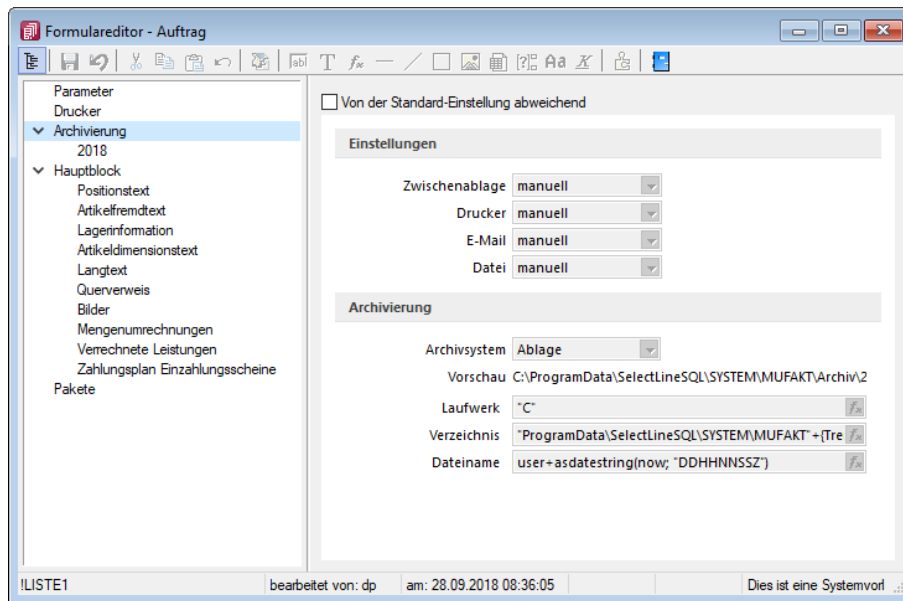 Formulareditor - Auftrag
Parameter
Drucker
Archivierung
2018
Hauptblock
Positionstext
Artikelfremdtext
Lagerinformation
Artikeldimensionstext
Langtext
Querverweis
Bilder
Mengenumrechnungen
Verrechnete Leistungen
Zahlungsplan Einzahlungsscheine
Pakete
Von der Standard-Einstellung abweichend
Einstellungen
Zwischenablage manuell
Drucker manuell
E-Mail manuell
Datei manuell
Archivierung
Archivsystem Ablage
Vorschau C:\ProgramData\SelectLineSQL\SYSTEM\MUFAKT\Archiv\2
Laufwerk "C" fx
Verzeichnis "ProgramData\SelectLineSQL\SYSTEM\MUFAKT"+{Tre fx
Dateiname user+asdatestring(now; "DDHHNNSSZ") fx
!LISTE1 bearbeitet von: dp am: 28.09.2018 08:36:05 Dies ist eine Systemvorl